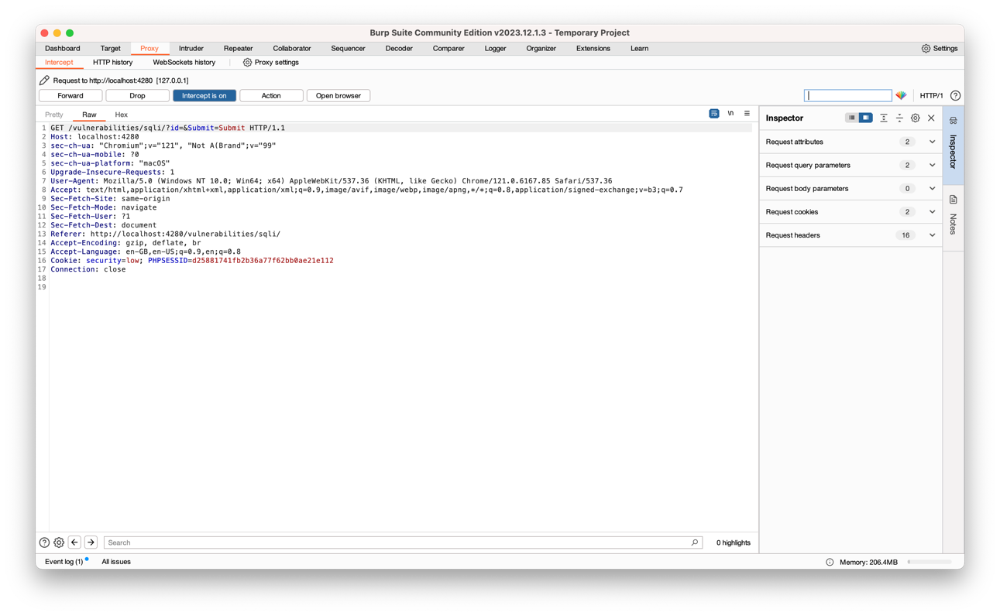 Burp Suite Community Edition v2023.12.1.3 - Temporary Project
Dashboard Target Proxy Intruder Repeater Collaborator Sequencer Decoder Comparer Logger Organizer Extensions Learn Settings
Intercept HTTP history WebSockets history Proxy settings
Request to http://localhost:4280 [127.0.0.1]
Forward Drop Intercept is on Action Open browser HTTP/1 ?
Pretty Raw Hex \n
1 GET /vulnerabilities/sqli/?id=&Submit=Submit HTTP/1.1
2 Host: localhost:4280
3 sec-ch-ua: "Chromium";v="121", "Not A(Brand";v="99"
4 sec-ch-ua-mobile: ?0
5 sec-ch-ua-platform: "macOS"
6 Upgrade-Insecure-Requests: 1
7 User-Agent: Mozilla/5.0 (Windows NT 10.0; Win64; x64) AppleWebKit/537.36 (KHTML, like Gecko) Chrome/121.0.6167.85 Safari/537.36
8 Accept: text/html,application/xhtml+xml,application/xml;q=0.9,image/avif,image/webp,image/apng,*/*;q=0.8,application/signed-exchange;v=b3;q=0.7
9 Sec-Fetch-Site: same-origin
10 Sec-Fetch-Mode: navigate
11 Sec-Fetch-User: ?1
12 Sec-Fetch-Dest: document
13 Referer: http://localhost:4280/vulnerabilities/sqli/
14 Accept-Encoding: gzip, deflate, br
15 Accept-Language: en-GB,en-US;q=0.9,en;q=0.8
16 Cookie: security=low; PHPSESSID=d25881741fb2b36a77f62bb0ae21e112
17 Connection: close
18
19
Inspector
Request attributes 2
Request query parameters 2
Request body parameters 0
Request cookies 2
Request headers 16
Inspector
Notes
? Search 0 highlights
Event log (1) All issues Memory: 206.4MB